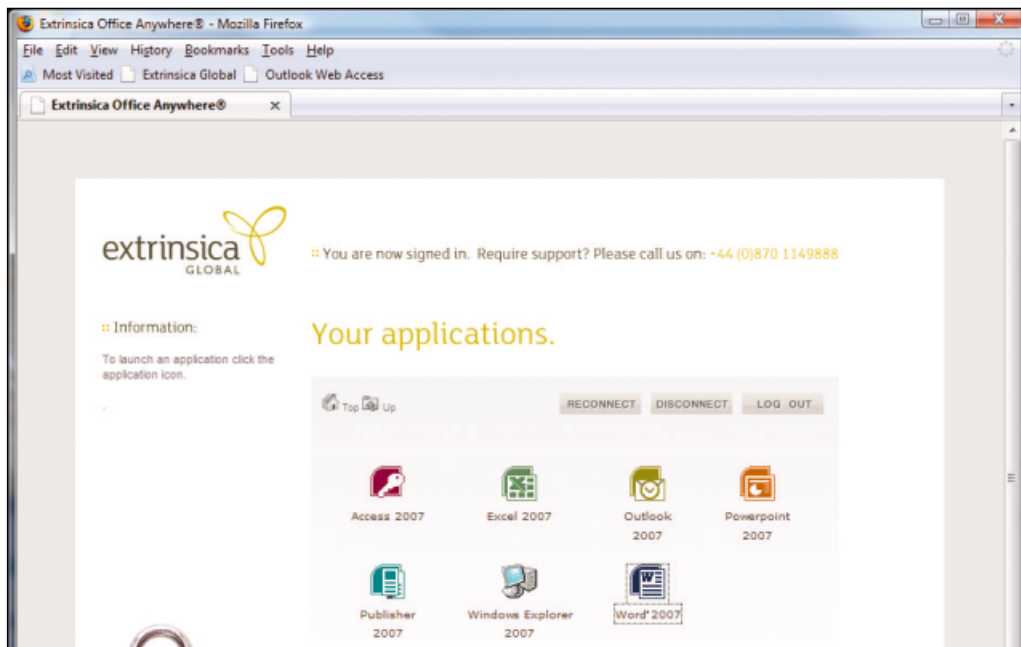 Extrinsica Office Anywhere® - Mozilla Firefox
File Edit View History Bookmarks Tools Help
Most Visited Extrinsica Global Outlook Web Access
Extrinsica Office Anywhere®
extrinsica
GLOBAL
:: You are now signed in. Require support? Please call us on: +44 (0)870 1149888
:: Information:
To launch an application click the
application icon.
Your applications.
Top Up
RECONNECT DISCONNECT LOG OUT
Access 2007 Excel 2007 Outlook Powerpoint
2007 2007
Publisher Windows Explorer Word 2007
2007 2007